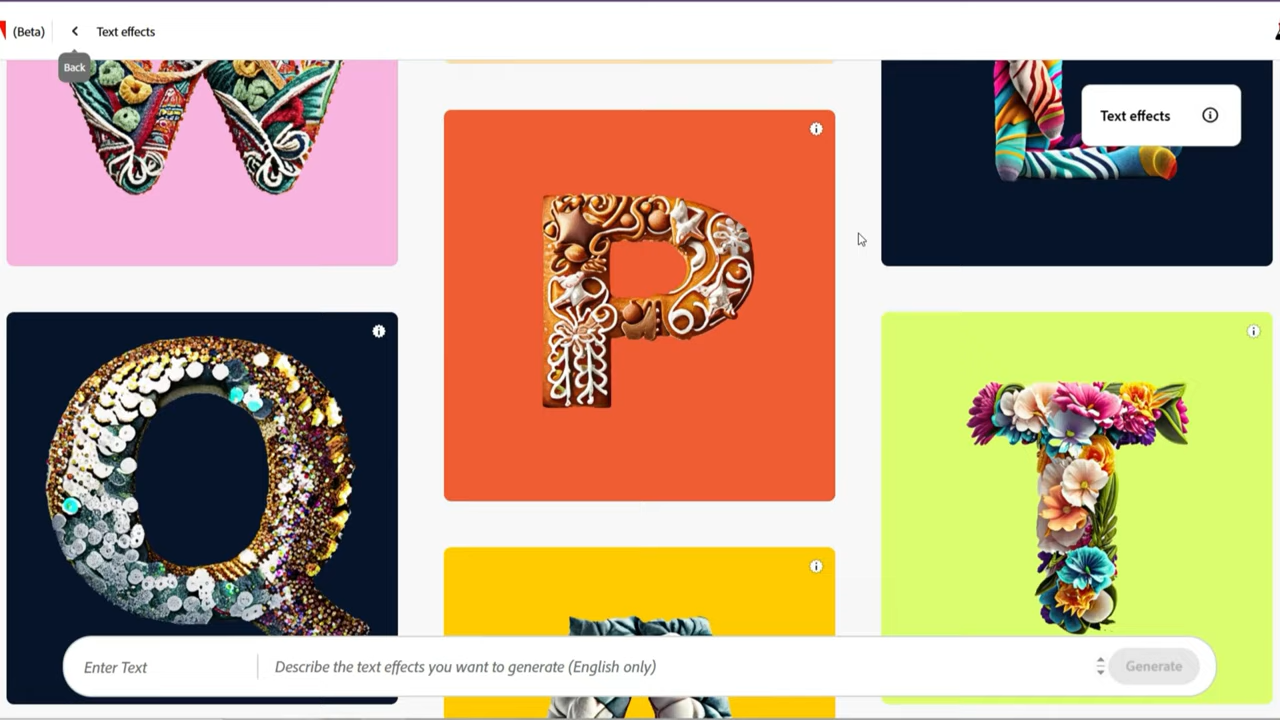 (Beta)
Text effects
Back
Text effects
W
P
L
Q
T
Enter Text
Describe the text effects you want to generate (English only)
Generate